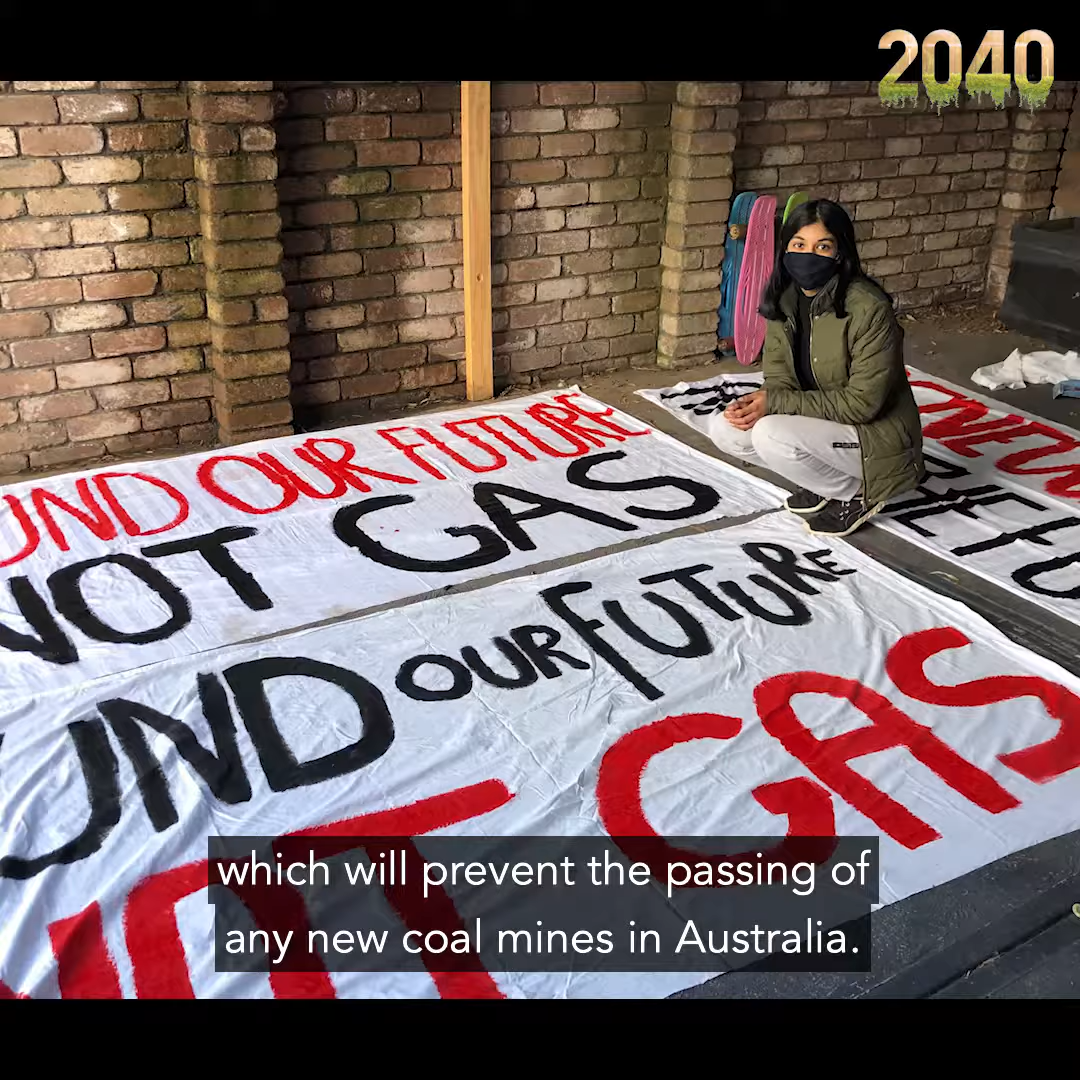 2040
UND OUR FUTURE
NOT GAS
UND OUR FUTURE
NOT GAS
which will prevent the passing of
any new coal mines in Australia.